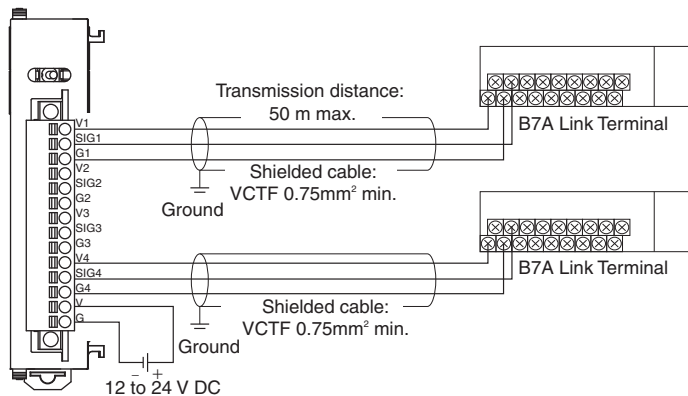 Transmission distance:
50 m max.
V1
SIG1
G1
V2
SIG2
G2
V3
SIG3
G3
V4
SIG4
G4
V
G
Shielded cable:
VCTF 0.75mm² min.
Ground
B7A Link Terminal
B7A Link Terminal
Shielded cable:
VCTF 0.75mm² min.
Ground
− +
12 to 24 V DC